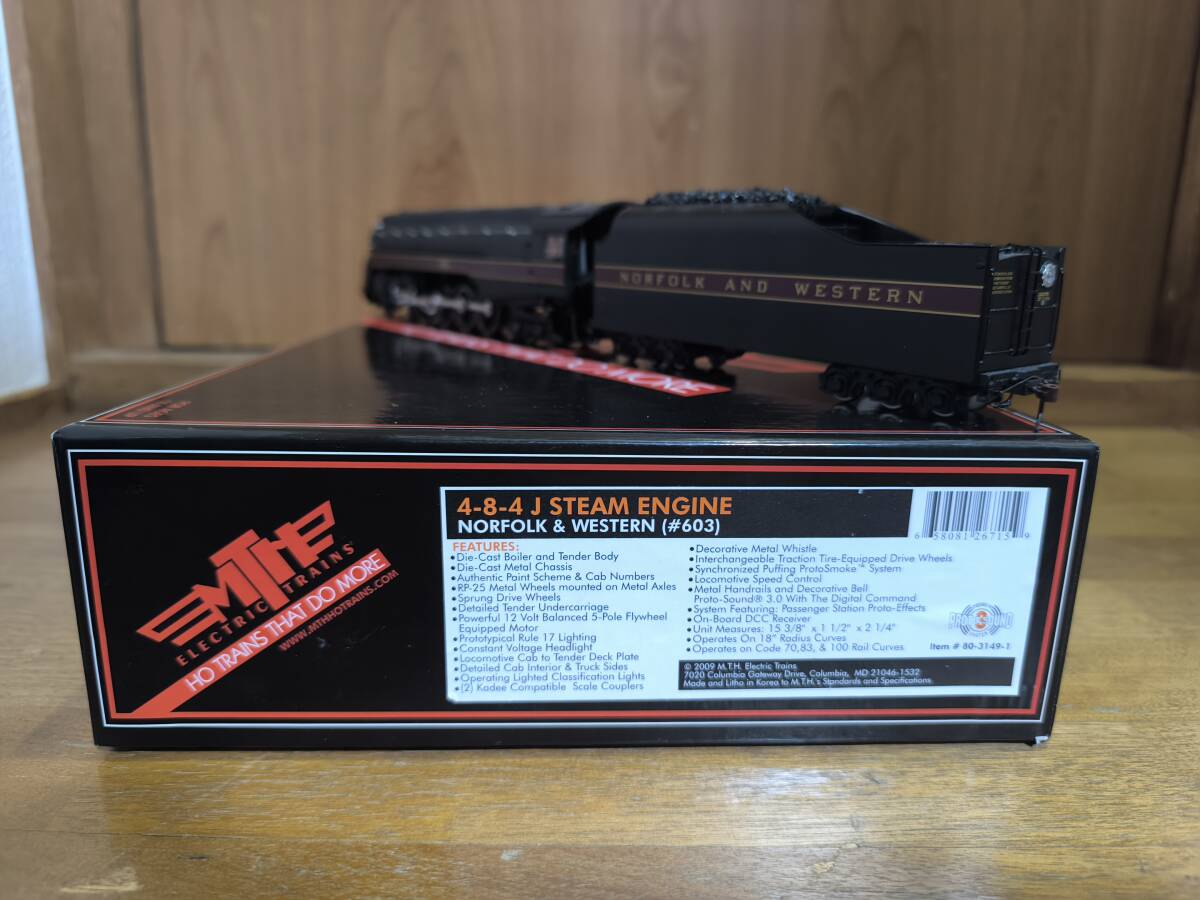 NORFOLK AND WESTERN
MORE
MTH
ELECTRIC TRAINS
HO TRAINS THAT DO MORE
WWW.MTHHOTRAINS.COM
4-8-4 J STEAM ENGINE
NORFOLK & WESTERN (#603)
6 58081 26715 9
FEATURES:
•Die-Cast Boiler and Tender Body
•Die-Cast Metal Chassis
•Authentic Paint Scheme & Cab Numbers
•RP-25 Metal Wheels mounted on Metal Axles
•Sprung Drive Wheels
•Detailed Tender Undercarriage
•Powerful 12 Volt Balanced 5-Pole Flywheel
Equipped Motor
•Prototypical Rule 17 Lighting
•Constant Voltage Headlight
•Locomotive Cab to Tender Deck Plate
•Detailed Cab Interior & Truck Sides
•Operating Lighted Classification Lights
•(2) Kadee Compatible Scale Couplers
•Decorative Metal Whistle
•Interchangeable Traction Tire-Equipped Drive Wheels
•Synchronized Puffing ProtoSmoke™ System
•Locomotive Speed Control
•Metal Handrails and Decorative Bell
Proto-Sound® 3.0 With The Digital Command
•System Featuring: Passenger Station Proto-Effects
•On-Board DCC Receiver
•Unit Measures: 15 3/8" x 1 1/2" x 2 1/4"
•Operates On 18" Radius Curves
•Operates on Code 70,83, & 100 Rail Curves
3
Item # 80-3149-1
© 2009 M.T.H. Electric Trains
7020 Columbia Gateway Drive, Columbia, MD 21046-1532
Made and Litho in Korea to M.T.H.'s Standards and Specifications.